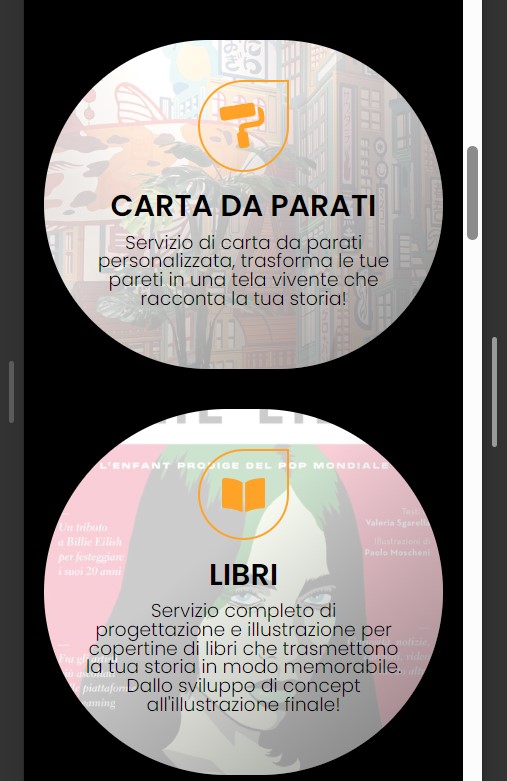 CARTA DA PARATI
Servizio di carta da parati
personalizzata, trasforma le tue
pareti in una tela vivente che
racconta la tua storia!
L'ENFANT PRODIGE DEL POP MONDIALE
Un tributo
a Billie Eilish
per festeggiare
i suoi 20 anni
Valeria Sgarella
Illustrazioni di
Paolo Moscheni
LIBRI
Servizio completo di
progettazione e illustrazione per
copertine di libri che trasmettono
la tua storia in modo memorabile.
Dallo sviluppo di concept
all'illustrazione finale!